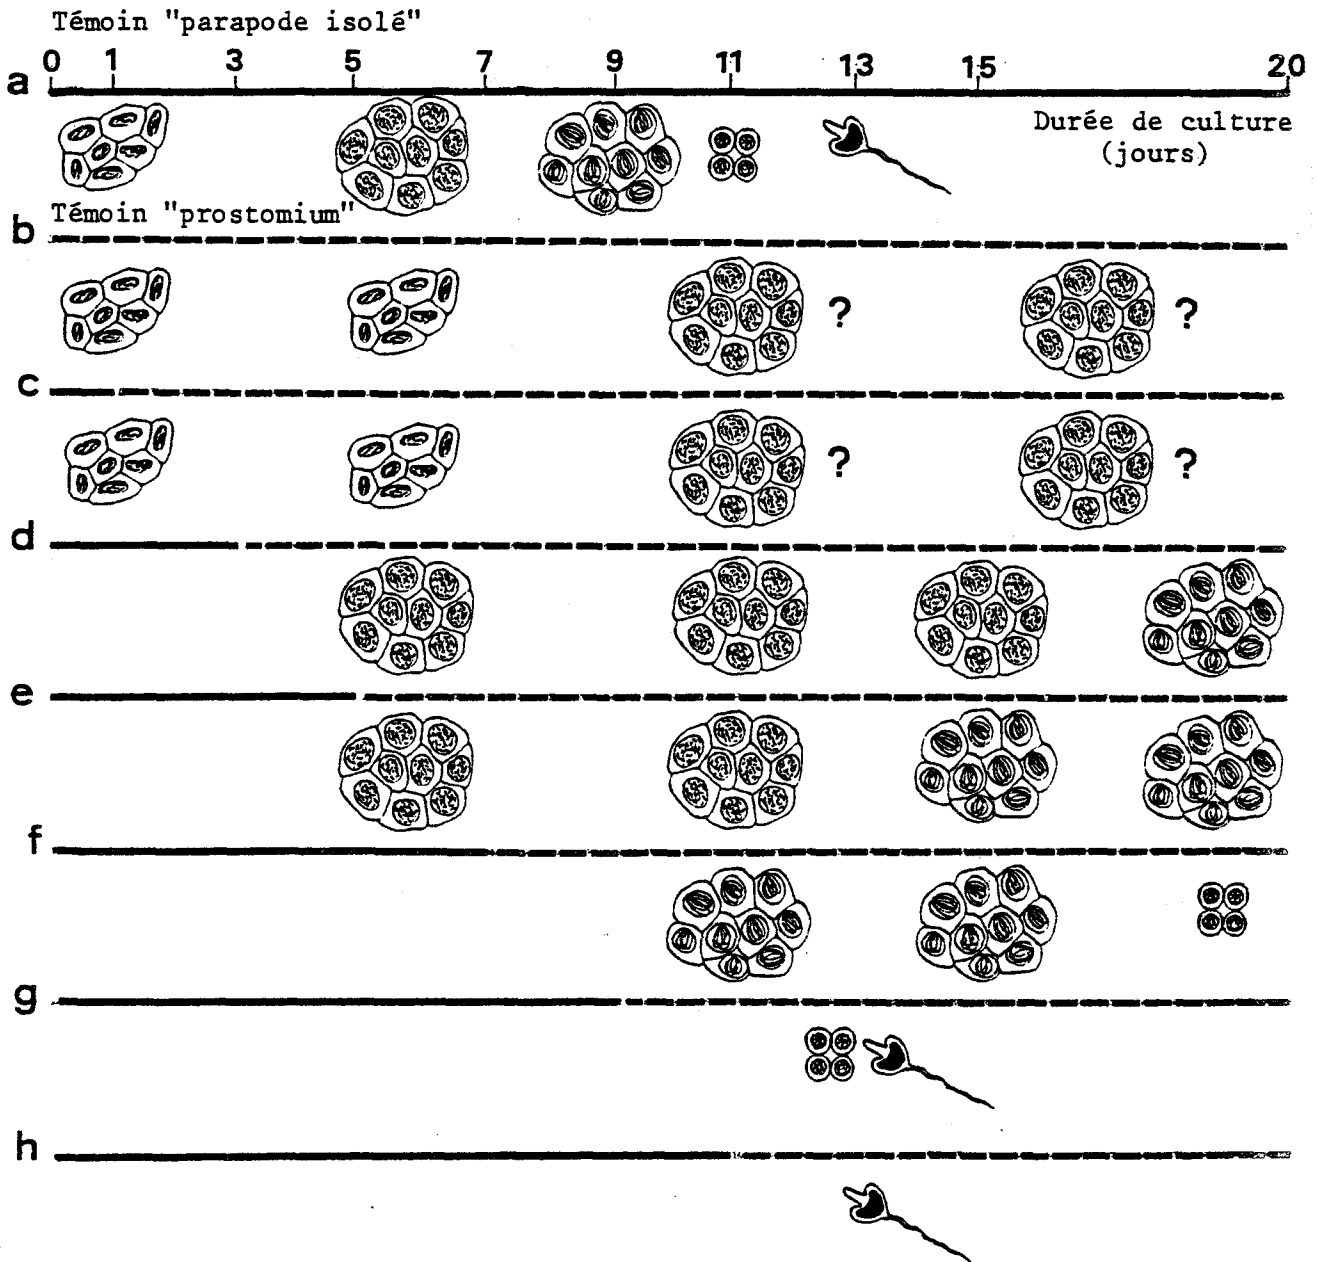 Témoin "parapode isolé"
0 1 3 5 7 9 11 13 15 20
a
Durée de culture
(jours)
Témoin "prostomium"
b
? ?
c
? ?
d
e
f
g
h